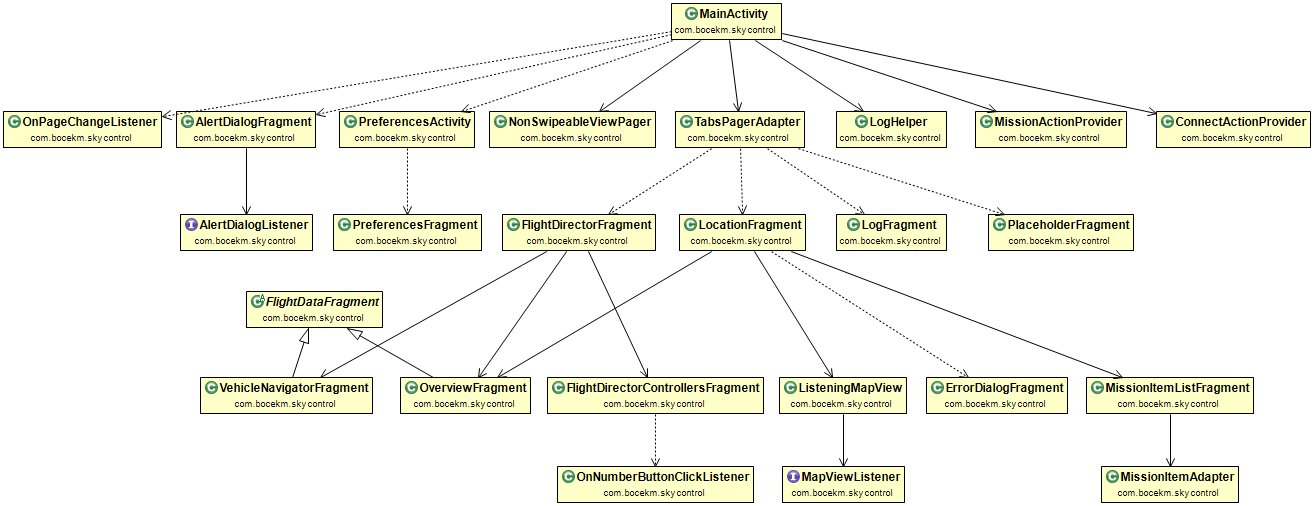 MainActivity
com.bocekm.skycontrol
OnPageChangeListener
com.bocekm.skycontrol
AlertDialogFragment
com.bocekm.skycontrol
PreferencesActivity
com.bocekm.skycontrol
NonSwipeableViewPager
com.bocekm.skycontrol
TabsPagerAdapter
com.bocekm.skycontrol
LogHelper
com.bocekm.skycontrol
MissionActionProvider
com.bocekm.skycontrol
ConnectActionProvider
com.bocekm.skycontrol
AlertDialogListener
com.bocekm.skycontrol
PreferencesFragment
com.bocekm.skycontrol
FlightDirectorFragment
com.bocekm.skycontrol
LocationFragment
com.bocekm.skycontrol
LogFragment
com.bocekm.skycontrol
PlaceholderFragment
com.bocekm.skycontrol
FlightDataFragment
com.bocekm.skycontrol
VehicleNavigatorFragment
com.bocekm.skycontrol
OverviewFragment
com.bocekm.skycontrol
FlightDirectorControllersFragment
com.bocekm.skycontrol
ListeningMapView
com.bocekm.skycontrol
ErrorDialogFragment
com.bocekm.skycontrol
MissionItemListFragment
com.bocekm.skycontrol
OnNumberButtonClickListener
com.bocekm.skycontrol
MapViewListener
com.bocekm.skycontrol
MissionItemAdapter
com.bocekm.skycontrol